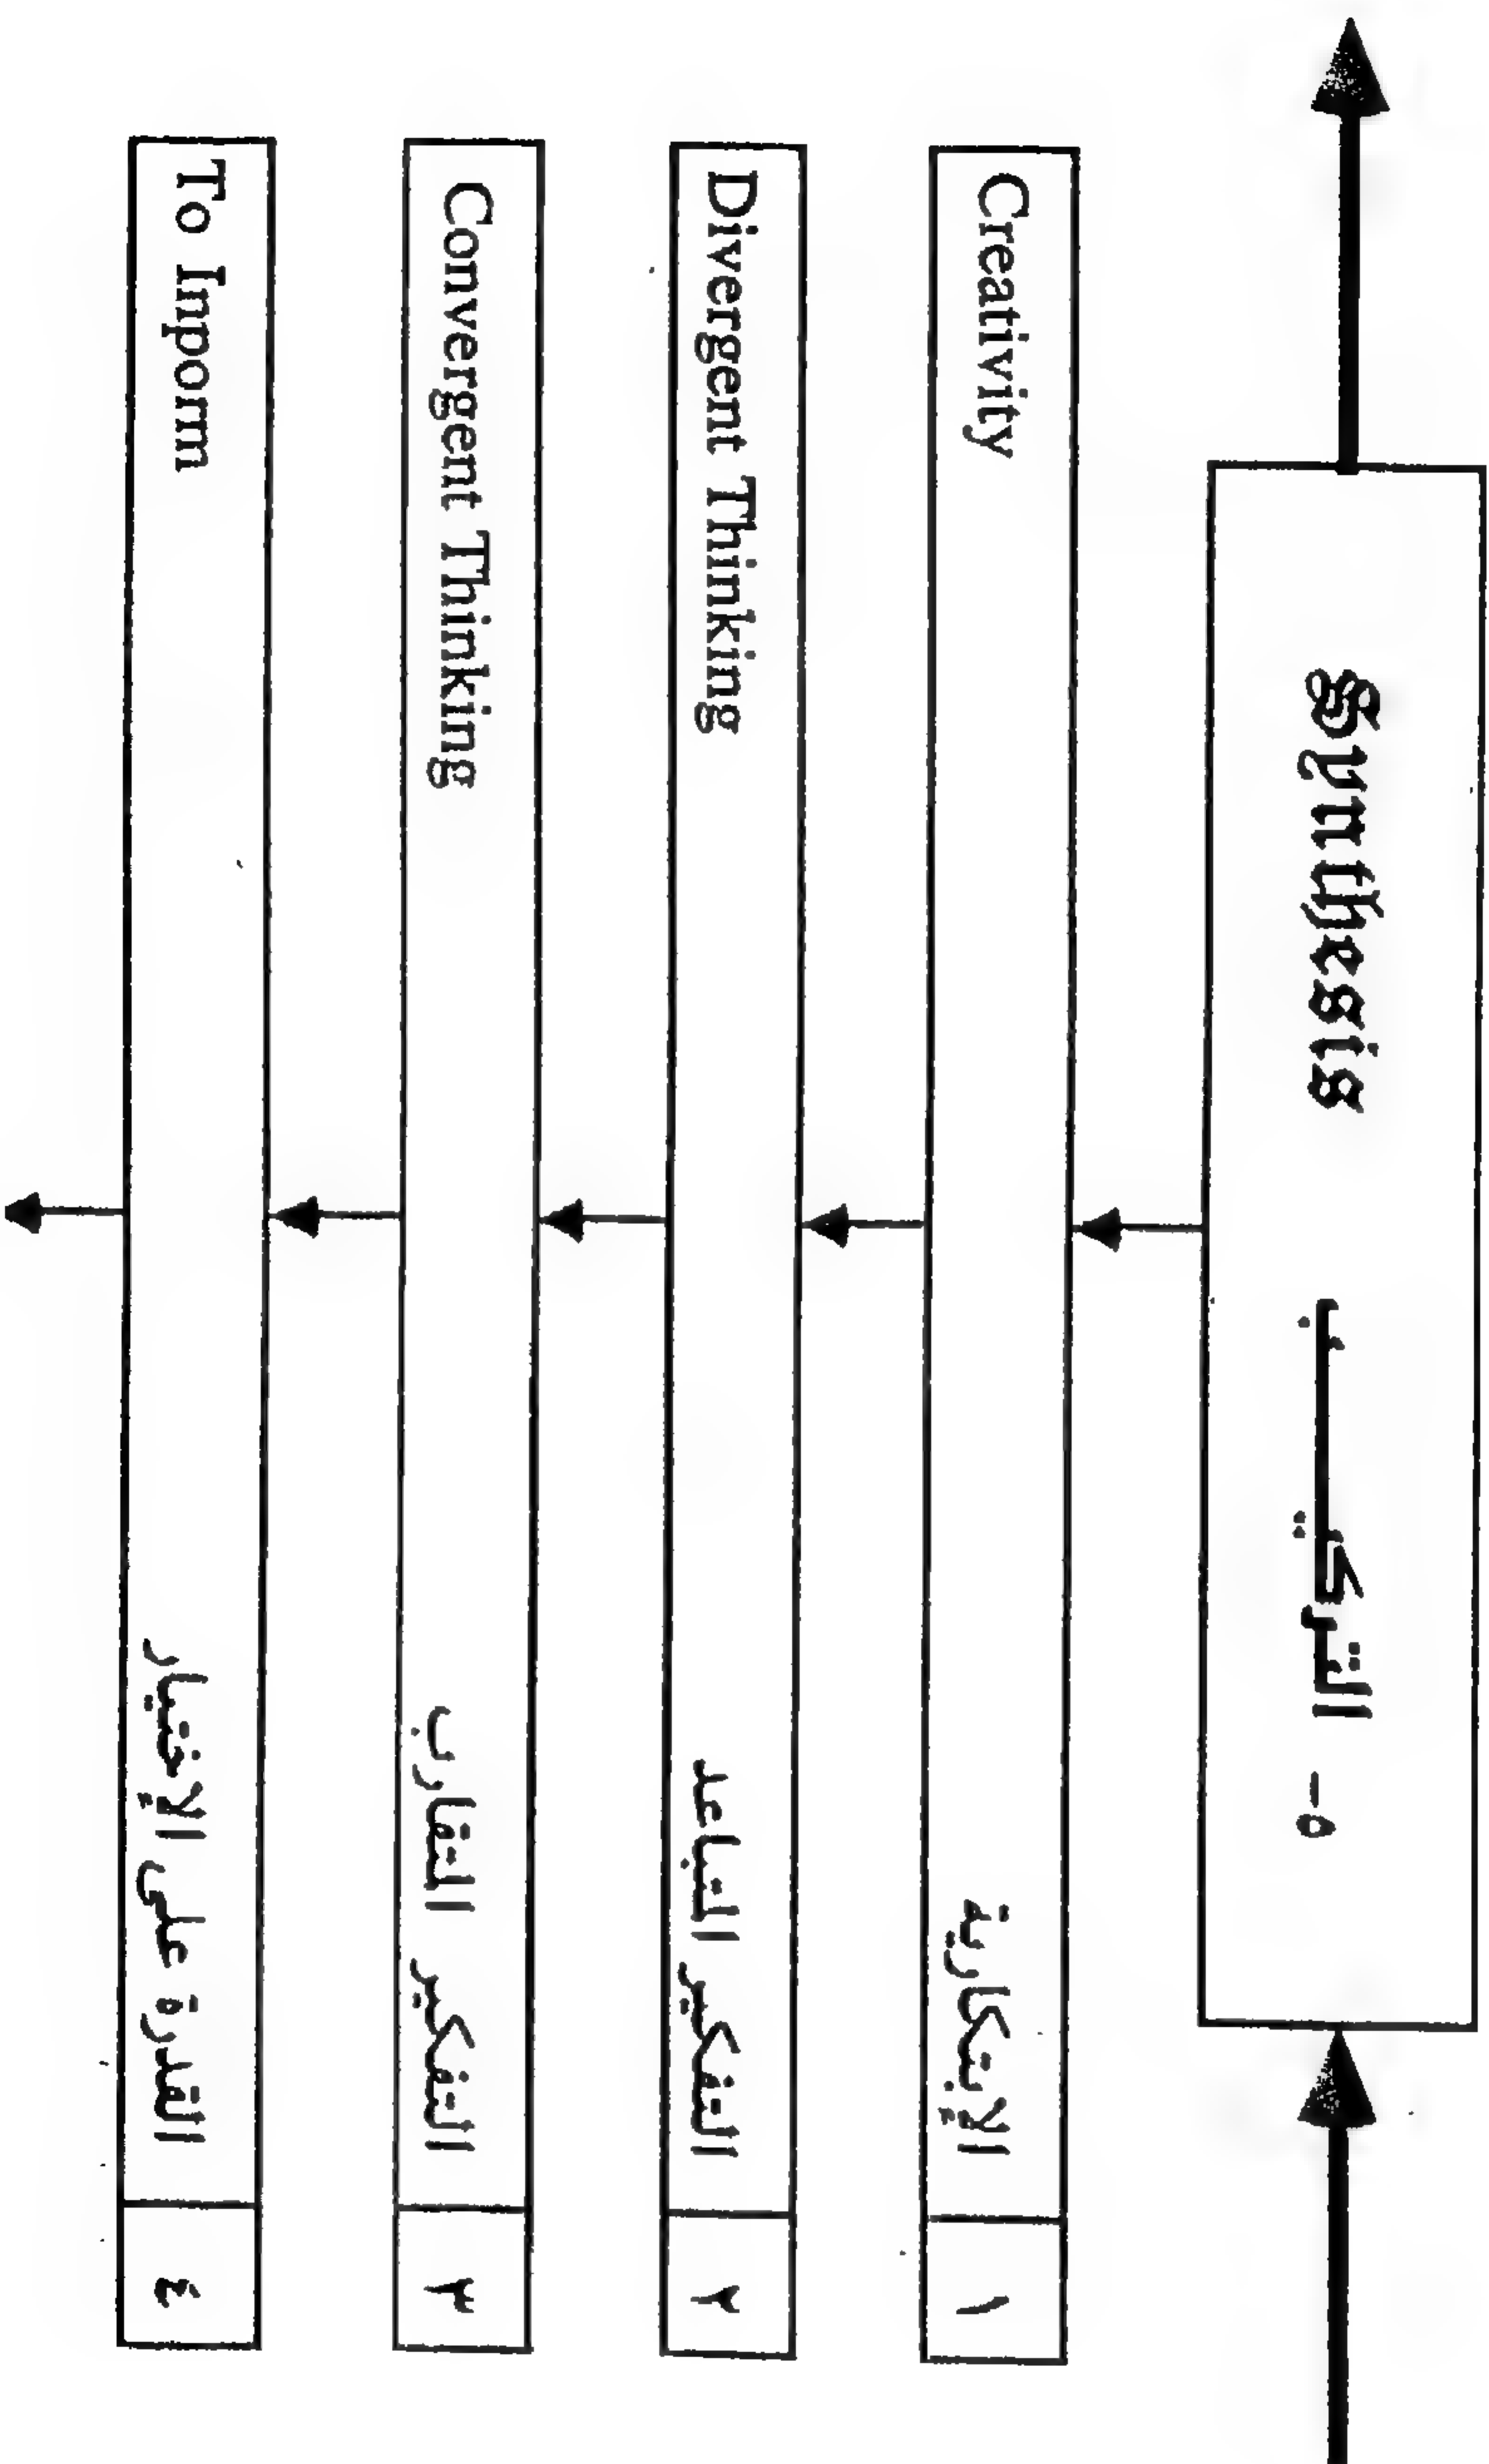 ٥- التركيـــب Synthesis
١ الإبتكارية Creativity
٢ التفكير التباعد Divergent Thinking
٣ التفكير التقارب Convergent Thinking
٤ القدرة على الإختيار To Inporm